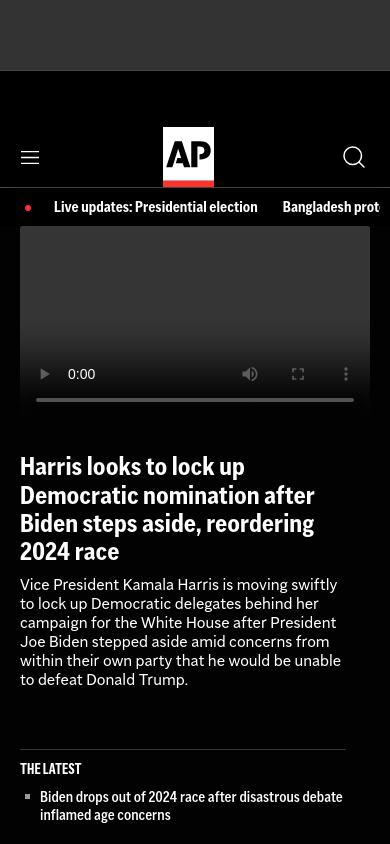 AP
Live updates: Presidential election Bangladesh prote
0:00
Harris looks to lock up
Democratic nomination after
Biden steps aside, reordering
2024 race
Vice President Kamala Harris is moving swiftly
to lock up Democratic delegates behind her
campaign for the White House after President
Joe Biden stepped aside amid concerns from
within their own party that he would be unable
to defeat Donald Trump.
THE LATEST
Biden drops out of 2024 race after disastrous debate
inflamed age concerns